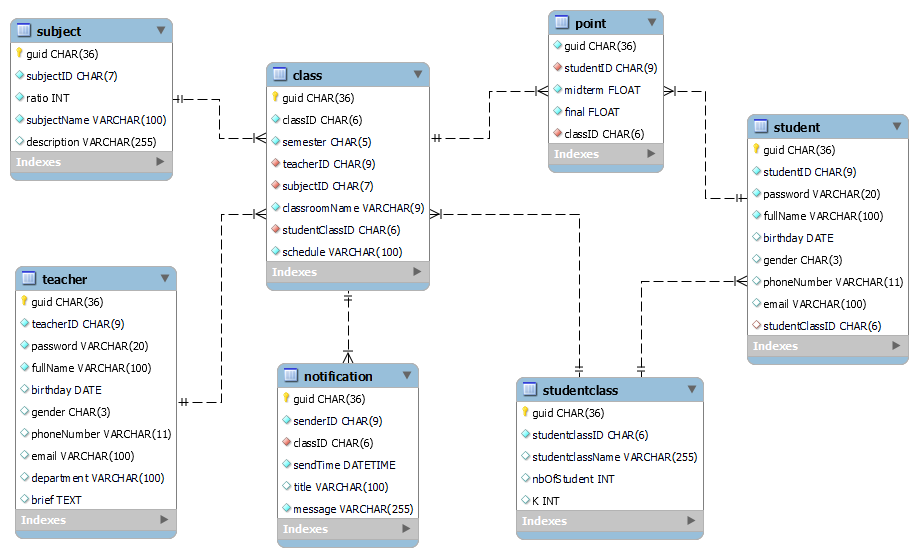 subject
guid CHAR(36)
subjectID CHAR(7)
ratio INT
subjectName VARCHAR(100)
description VARCHAR(255)
Indexes
class
guid CHAR(36)
classID CHAR(6)
semester CHAR(5)
teacherID CHAR(9)
subjectID CHAR(7)
classroomName VARCHAR(9)
studentClassID CHAR(6)
schedule VARCHAR(100)
Indexes
point
guid CHAR(36)
studentID CHAR(9)
midterm FLOAT
final FLOAT
classID CHAR(6)
Indexes
student
guid CHAR(36)
studentID CHAR(9)
password VARCHAR(20)
fullName VARCHAR(100)
birthday DATE
gender CHAR(3)
phoneNumber VARCHAR(11)
email VARCHAR(100)
studentClassID CHAR(6)
Indexes
teacher
guid CHAR(36)
teacherID CHAR(9)
password VARCHAR(20)
fullName VARCHAR(100)
birthday DATE
gender CHAR(3)
phoneNumber VARCHAR(11)
email VARCHAR(100)
department VARCHAR(100)
brief TEXT
Indexes
notification
guid CHAR(36)
senderID CHAR(9)
classID CHAR(6)
sendTime DATETIME
title VARCHAR(100)
message VARCHAR(255)
Indexes
studentclass
guid CHAR(36)
studentclassID CHAR(6)
studentclassName VARCHAR(255)
nbOfStudent INT
K INT
Indexes